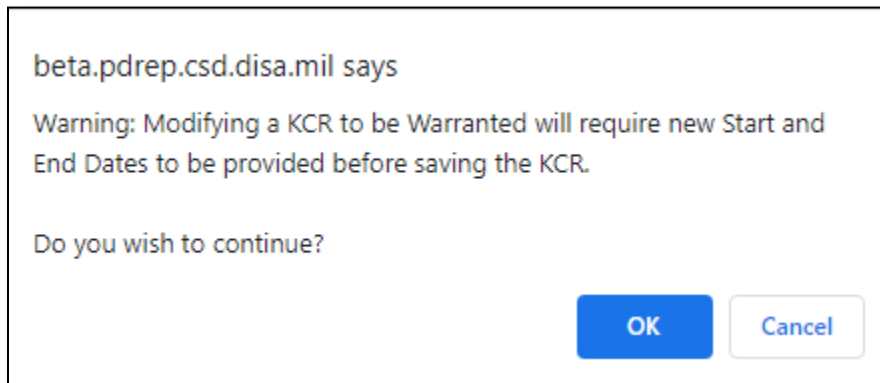 beta.pdrep.csd.disa.mil says
Warning: Modifying a KCR to be Warranted will require new Start and
End Dates to be provided before saving the KCR.
Do you wish to continue?
OK
Cancel